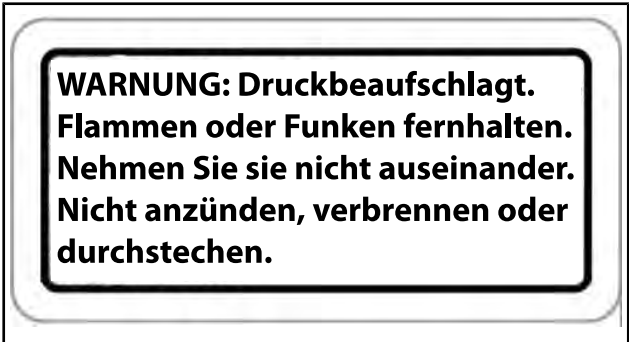 WARNUNG: Druckbeaufschlagt.
Flammen oder Funken fernhalten.
Nehmen Sie sie nicht auseinander.
Nicht anzünden, verbrennen oder
durchstechen.